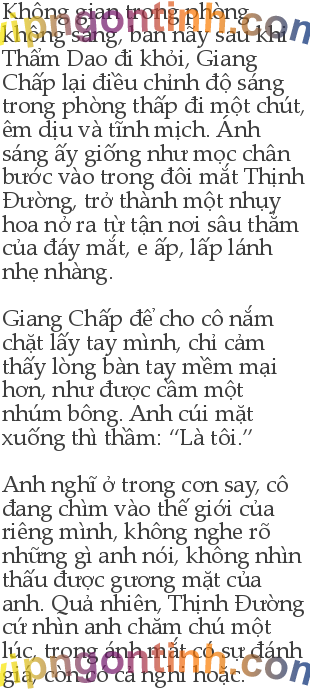 Không gian trong phòng
không sáng, ban nãy sau khi
Thẩm Dao đi khỏi, Giang
Chấp lại điều chỉnh độ sáng
trong phòng thấp đi một chút,
êm dịu và tĩnh mịch. Ánh
sáng ấy giống như mọc chân
bước vào trong đôi mắt Thịnh
Đường, trở thành một nhụy
hoa nở ra từ tận nơi sâu thẳm
của đáy mắt, e ấp, lấp lánh
nhẹ nhàng.
Giang Chấp để cho cô nắm
chặt lấy tay mình, chỉ cảm
thấy lòng bàn tay mềm mại
hơn, như được cầm một
nhúm bông. Anh cúi mặt
xuống thì thầm: “Là tôi.”
Anh nghĩ ở trong cơn say, cô
đang chìm vào thế giới của
riêng mình, không nghe rõ
những gì anh nói, không nhìn
thấu được gương mặt của
anh. Quả nhiên, Thịnh Đường
cứ nhìn anh chăm chú một
lúc, trong ánh mắt có sự đánh
giá, còn có cả nghi hoặc.
vipngontinh.com
vipngontinh.com